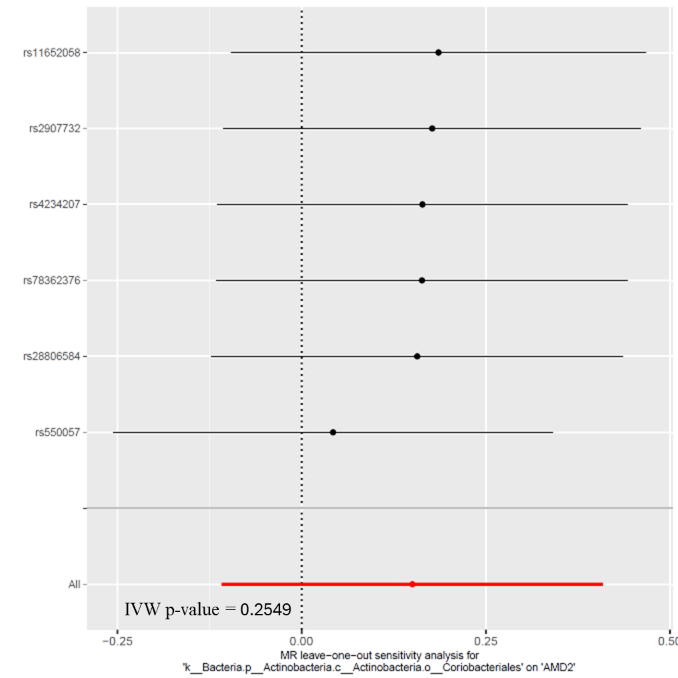 rs11652058
rs2907732
rs4234207
rs78362376
rs28806584
rs550057
All
IVW p-value = 0.2549
−0.25 0.00 0.25 0.50
MR leave−one−out sensitivity analysis for
'k__Bacteria.p__Actinobacteria.c__Actinobacteria.o__Coriobacteriales' on 'AMD2'